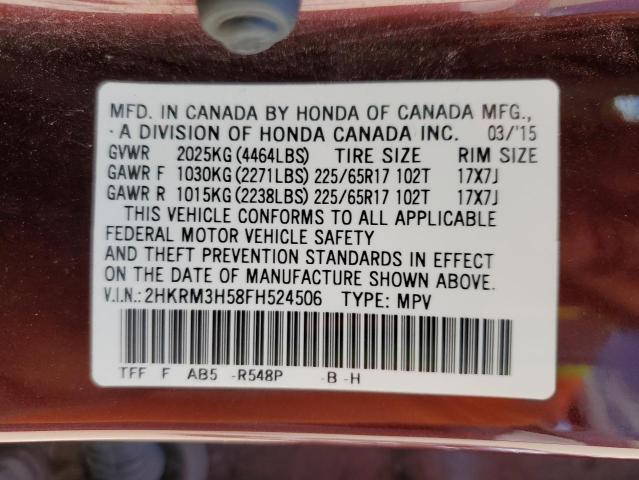 MFD. IN CANADA BY HONDA OF CANADA MFG.,
A DIVISION OF HONDA CANADA INC. 03/'15
GVWR 2025KG (4464LBS) TIRE SIZE RIM SIZE
GAWR F 1030KG (2271LBS) 225/65R17 102T 17X7J
GAWR R 1015KG (2238LBS) 225/65R17 102T 17X7J
THIS VEHICLE CONFORMS TO ALL APPLICABLE
FEDERAL MOTOR VEHICLE SAFETY
AND THEFT PREVENTION STANDARDS IN EFFECT
ON THE DATE OF MANUFACTURE SHOWN ABOVE.
V.I.N.: 2HKRM3H58FH524506 TYPE: MPV
TFF F AB5 -R548P -B -H